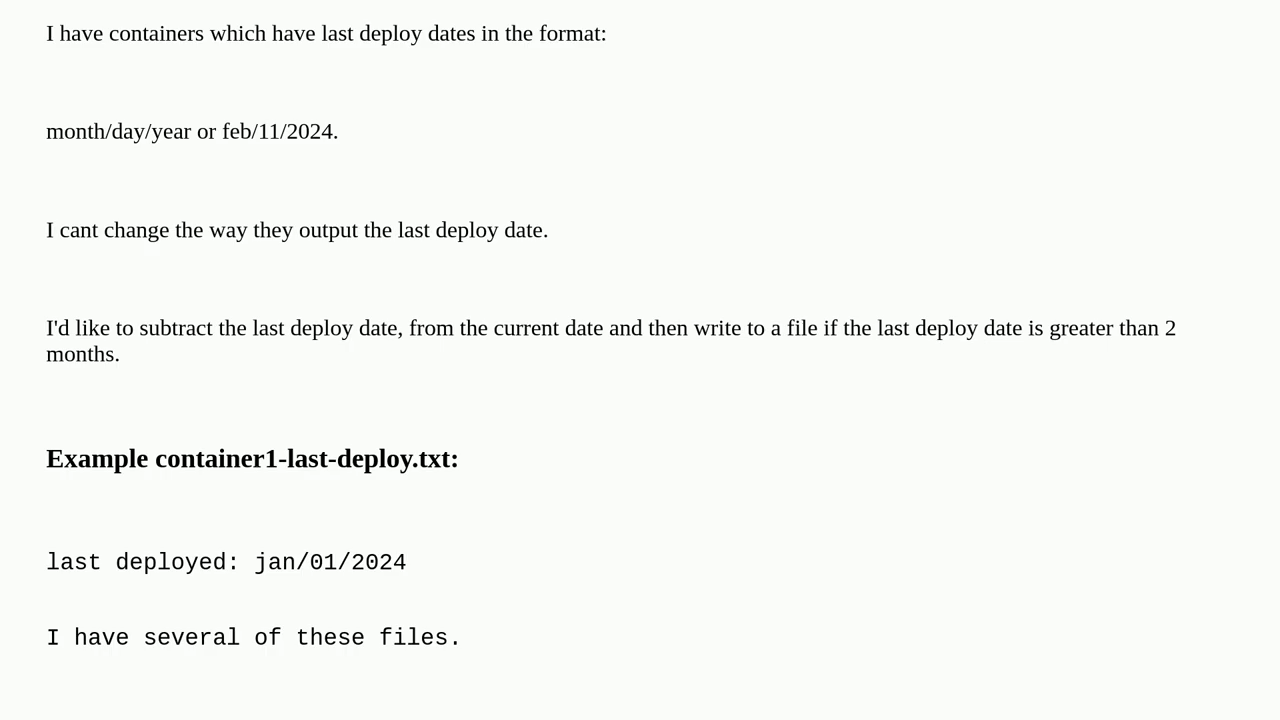 I have containers which have last deploy dates in the format:
month/day/year or feb/11/2024.
I cant change the way they output the last deploy date.
I'd like to subtract the last deploy date, from the current date and then write to a file if the last deploy date is greater than 2
months.
Example container1-last-deploy.txt:
last deployed: jan/01/2024
I have several of these files.